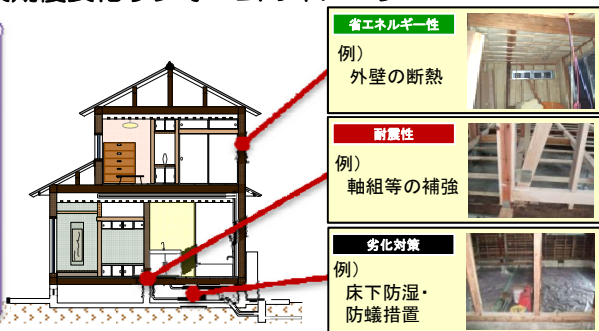 省エネルギー性
例）
外壁の断熱
耐震性
例）
軸組等の補強
劣化対策
例）
床下防湿・
防蟻措置